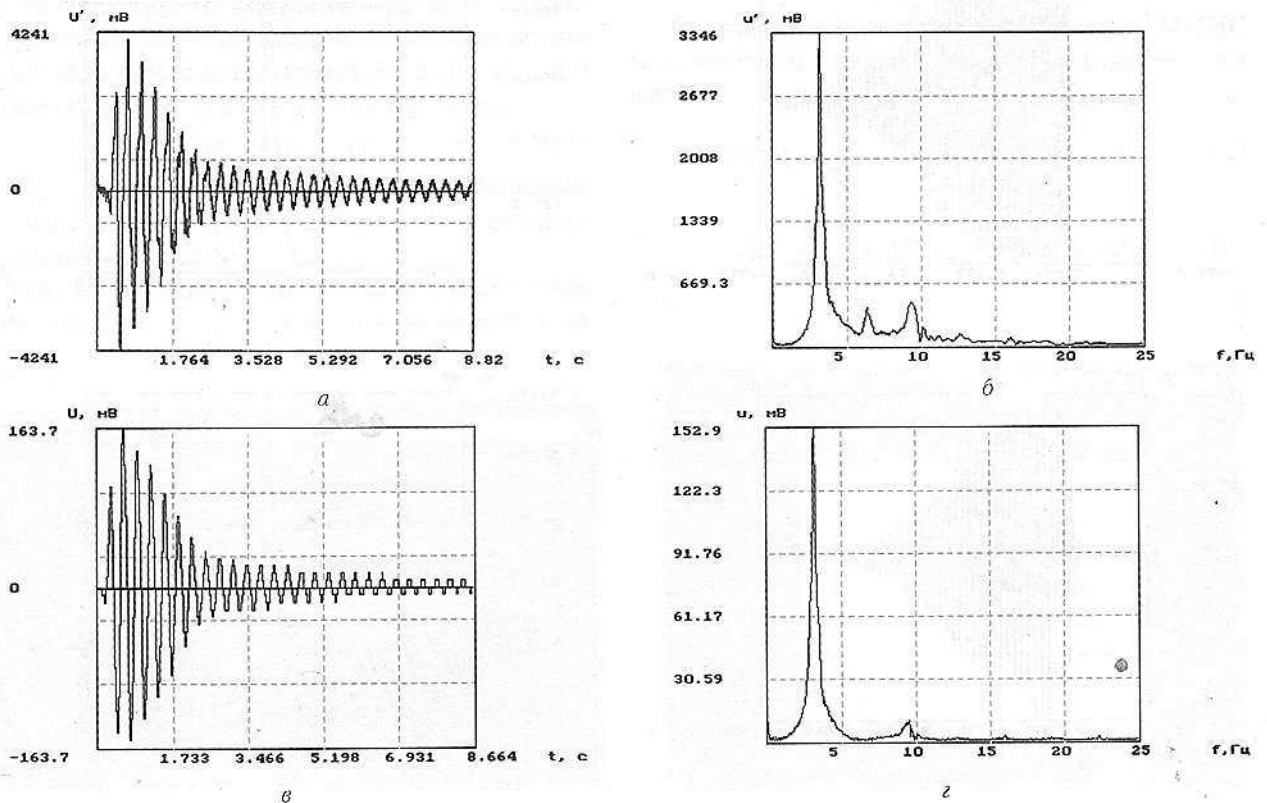 U', мВ
4241
0
-4241
1.764 3.528 5.292 7.056 8.82 t, с
а
u', мВ
3346
2677
2008
1339
669.3
5 10 15 20 25 f,Гц
б
U, мВ
163.7
0
-163.7
1.733 3.466 5.198 6.931 8.664 t, с
в
u, мВ
152.9
122.3
91.76
61.17
30.59
5 10 15 20 25 f,Гц
г